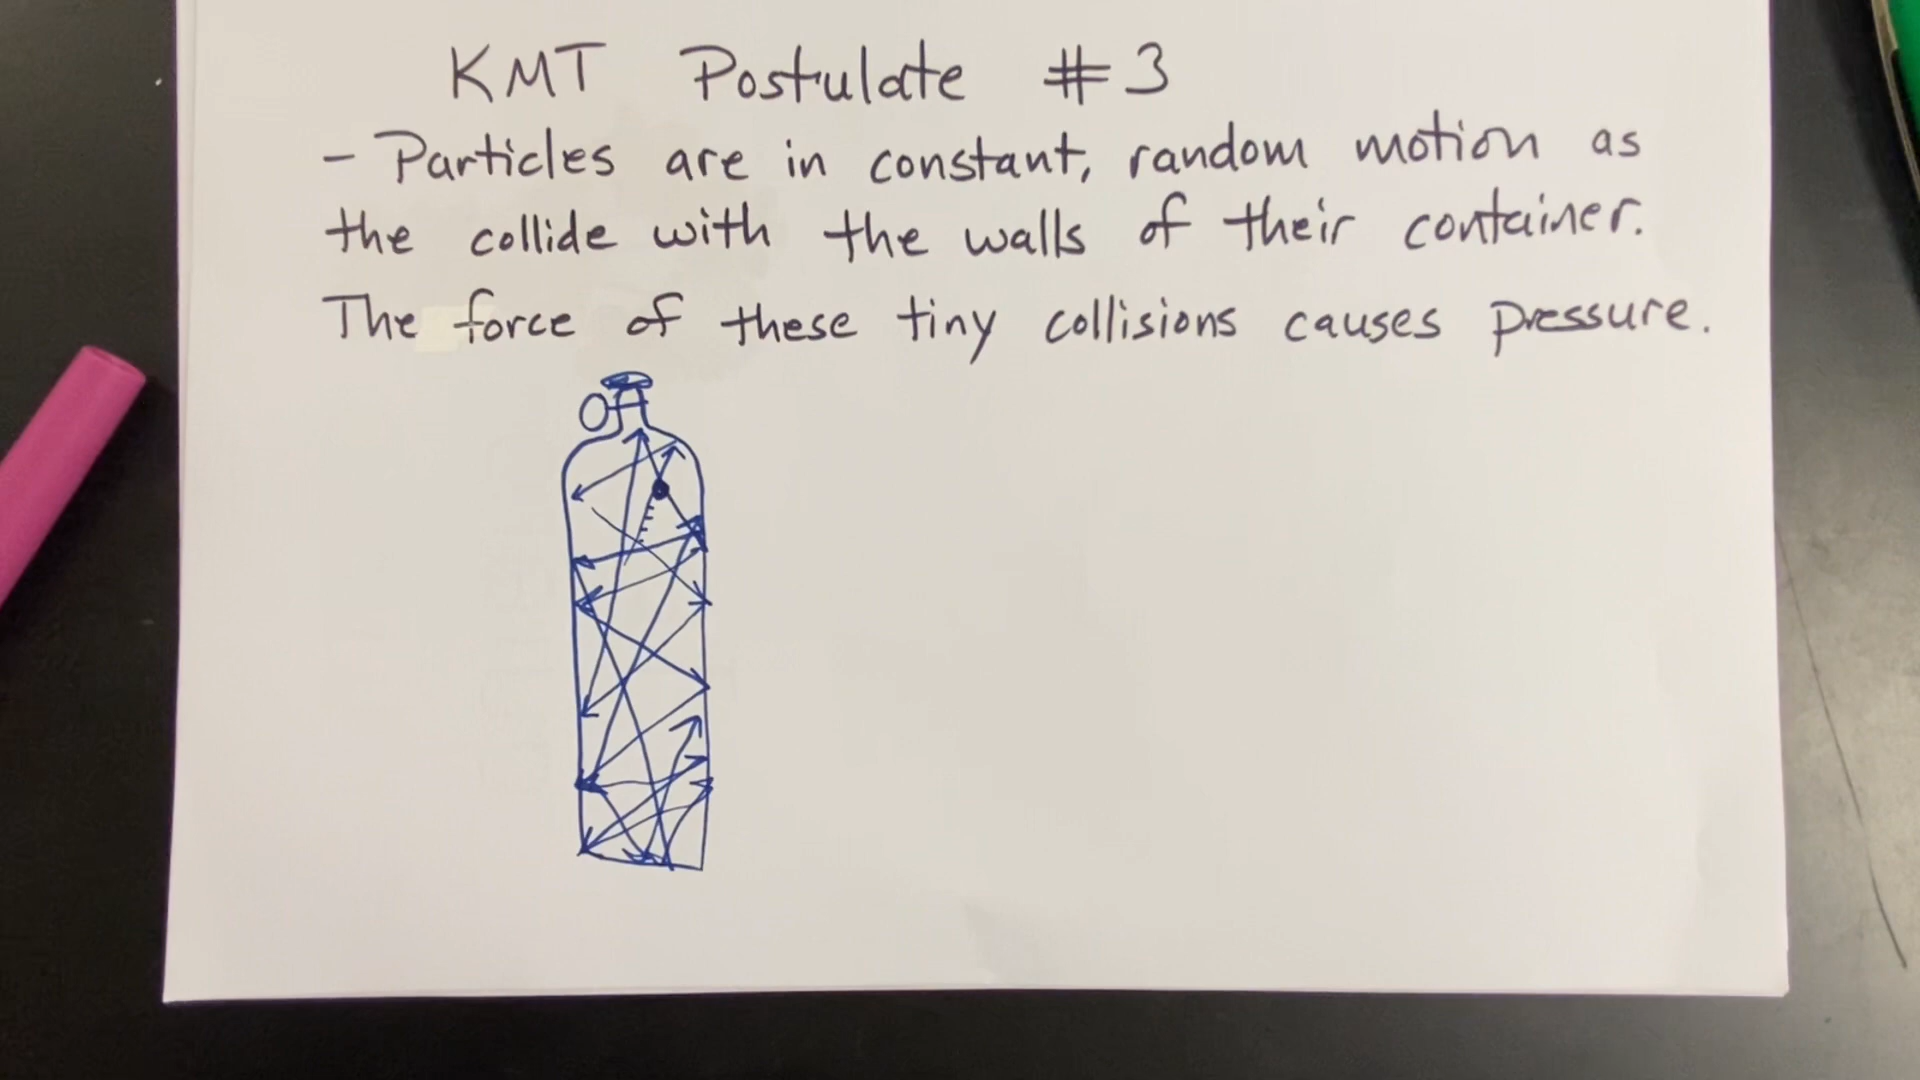 KMT Postulate #3
- Particles are in constant, random motion as
the collide with the walls of their container.
The force of these tiny collisions causes pressure.